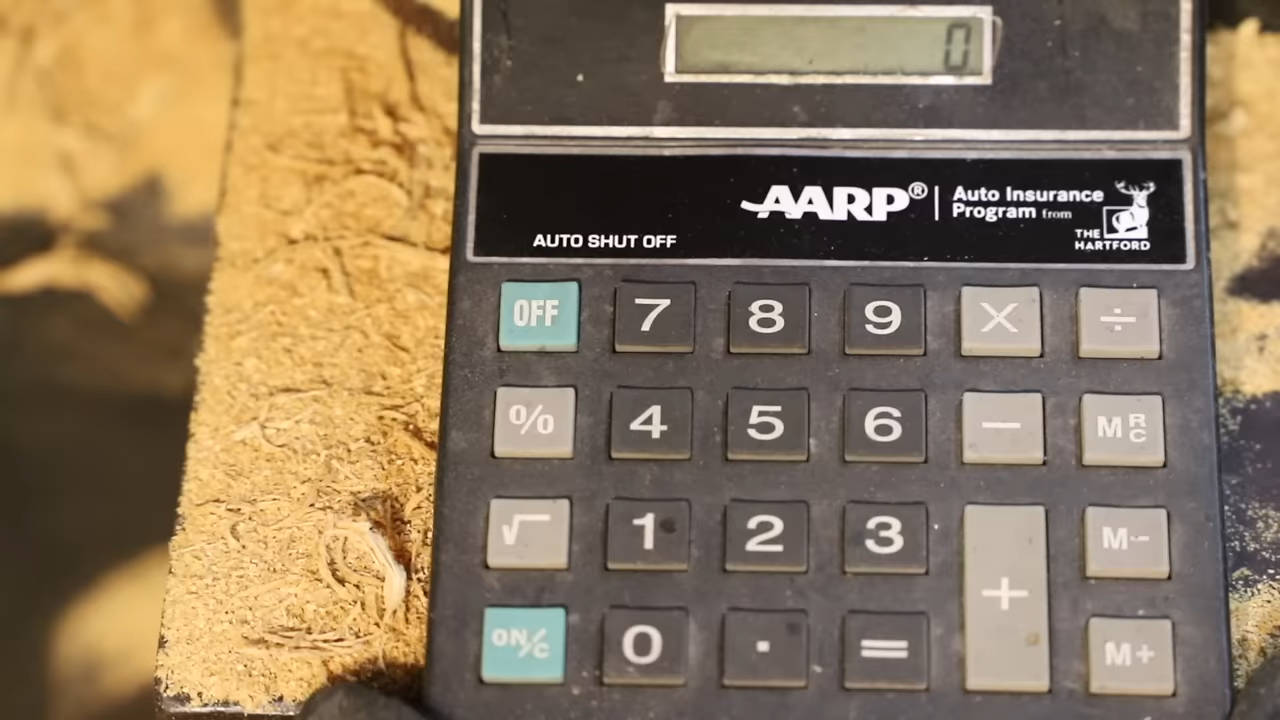 0
AARP® | Auto Insurance
Program from
THE
HARTFORD
AUTO SHUT OFF
OFF 7 8 9 X ÷
% 4 5 6 − MRC
√ 1 2 3 + M-
ON/C 0 . = M+